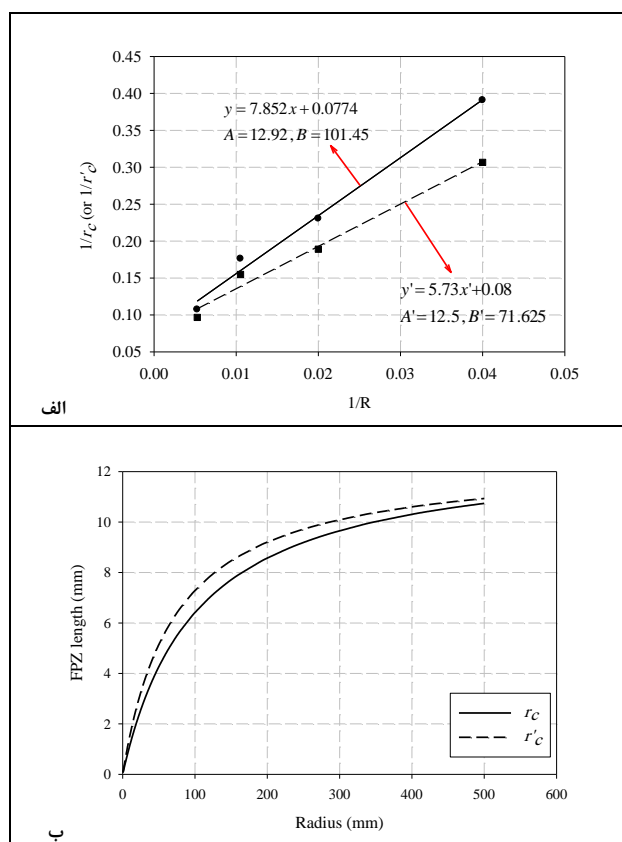 0.45
0.40
0.35
0.30
0.25
0.20
0.15
0.10
0.05
1/r_c (or 1/r'_c)
y = 7.852x + 0.0774
A = 12.92, B = 101.45
y' = 5.73x'+0.08
A' = 12.5, B' = 71.625
0.00 0.01 0.02 0.03 0.04 0.05
1/R
الف
12
10
8
6
4
2
0
FPZ length (mm)
r_c
r'_c
0 100 200 300 400 500 600
Radius (mm)
ب